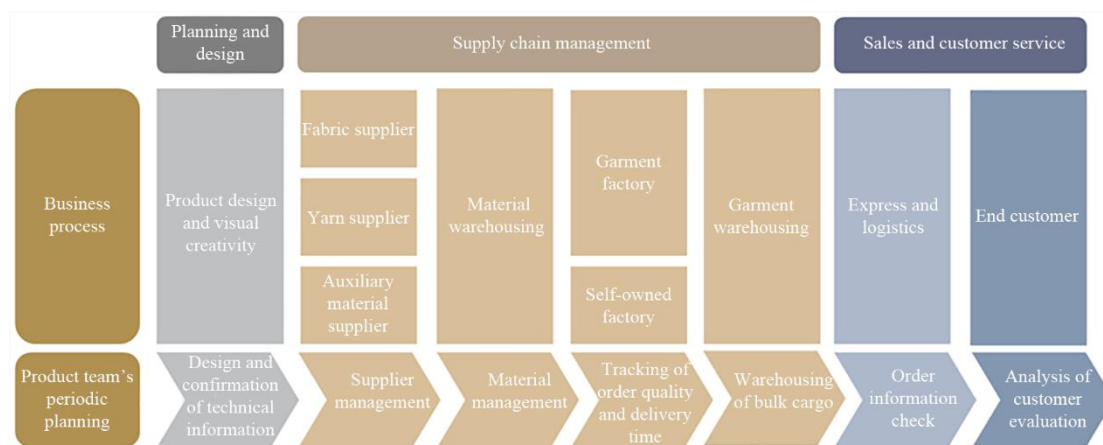 Planning and
design
Supply chain management
Sales and customer service
Business
process
Product design
and visual
creativity
Fabric supplier
Yarn supplier
Auxiliary
material
supplier
Material
warehousing
Garment
factory
Self-owned
factory
Garment
warehousing
Express and
logistics
End customer
Product team's
periodic
planning
Design and
confirmation
of technical
information
Supplier
management
Material
management
Tracking of
order quality
and delivery
time
Warehousing
of bulk cargo
Order
information
check
Analysis of
customer
evaluation